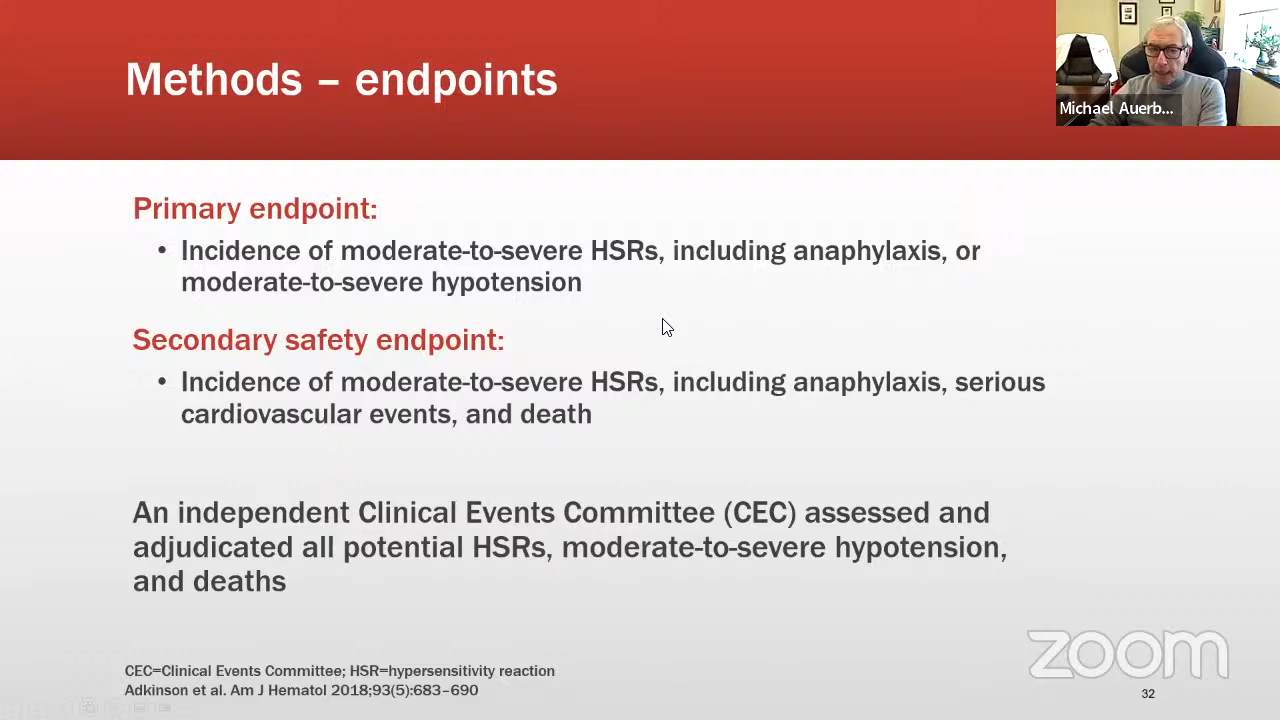 Methods – endpoints
Michael Auerb...
Primary endpoint:
• Incidence of moderate-to-severe HSRs, including anaphylaxis, or
moderate-to-severe hypotension
Secondary safety endpoint:
• Incidence of moderate-to-severe HSRs, including anaphylaxis, serious
cardiovascular events, and death
An independent Clinical Events Committee (CEC) assessed and
adjudicated all potential HSRs, moderate-to-severe hypotension,
and deaths
zoom
CEC=Clinical Events Committee; HSR=hypersensitivity reaction
Adkinson et al. Am J Hematol 2018;93(5):683–690
32